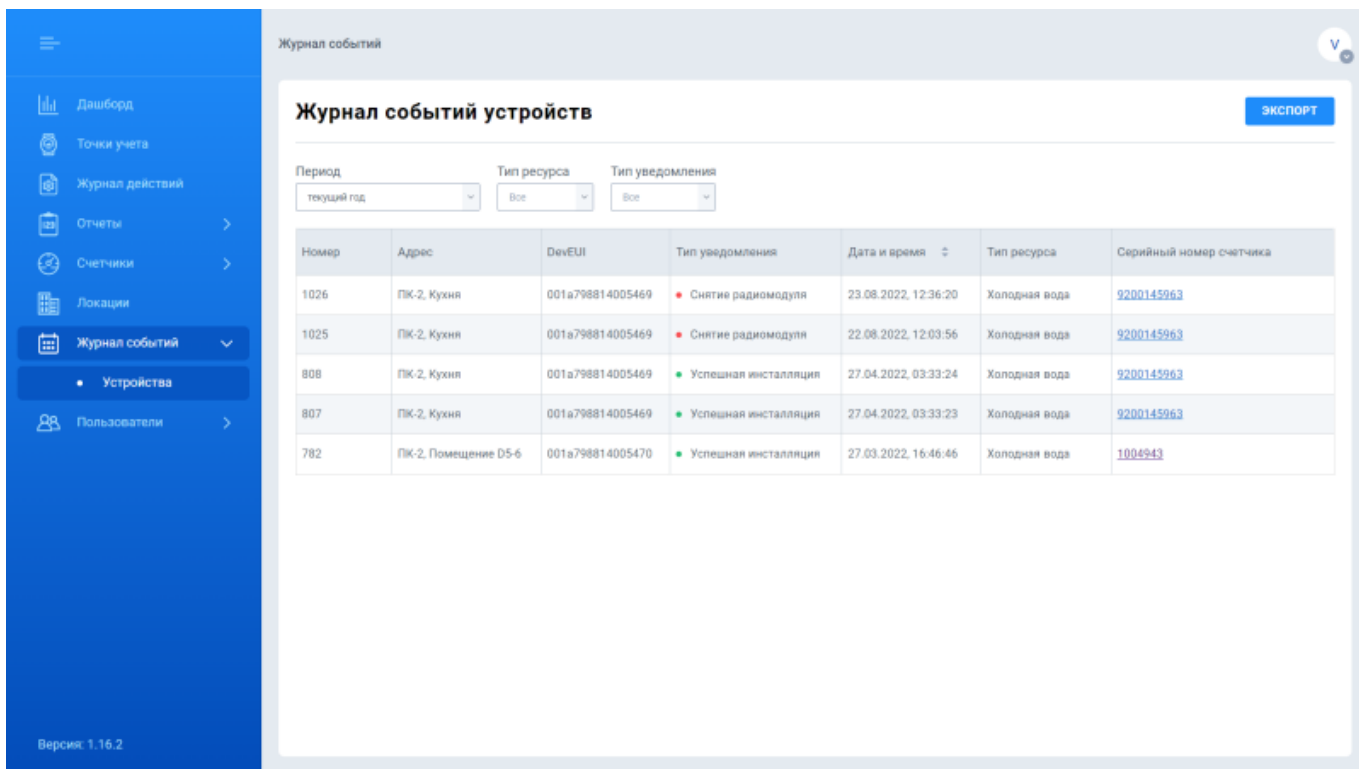 Журнал событий
V
Дашборд
Точки учета
Журнал действий
Отчеты
Счетчики
Локации
Журнал событий
Устройства
Пользователи
Версия: 1.16.2
Журнал событий устройств
ЭКСПОРТ
Период Тип ресурса Тип уведомления
текущий год Все Все
Номер Адрес DevEUI Тип уведомления Дата и время Тип ресурса Серийный номер счетчика
1026 ПК-2, Кухня 001a798814005469 Снятие радиомодуля 23.08.2022, 12:36:20 Холодная вода 9200145963
1025 ПК-2, Кухня 001a798814005469 Снятие радиомодуля 22.08.2022, 12:03:56 Холодная вода 9200145963
808 ПК-2, Кухня 001a798814005469 Успешная инсталляция 27.04.2022, 03:33:24 Холодная вода 9200145963
807 ПК-2, Кухня 001a798814005469 Успешная инсталляция 27.04.2022, 03:33:23 Холодная вода 9200145963
782 ПК-2, Помещение D5-6 001a798814005470 Успешная инсталляция 27.03.2022, 16:46:46 Холодная вода 1004943